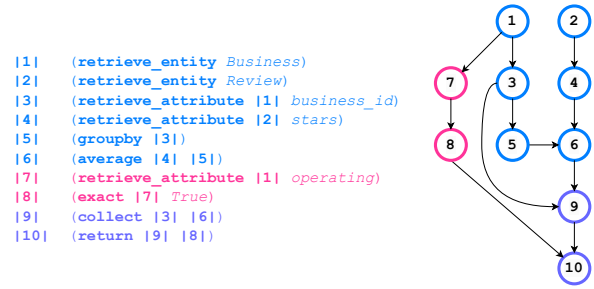 |1| (retrieve_entity Business)
|2| (retrieve_entity Review)
|3| (retrieve_attribute |1| business_id)
|4| (retrieve_attribute |2| stars)
|5| (groupby |3|)
|6| (average |4| |5|)
|7| (retrieve_attribute |1| operating)
|8| (exact |7| True)
|9| (collect |3| |6|)
|10| (return |9| |8|)
1 2
7 3 4
8 5 6
9
10